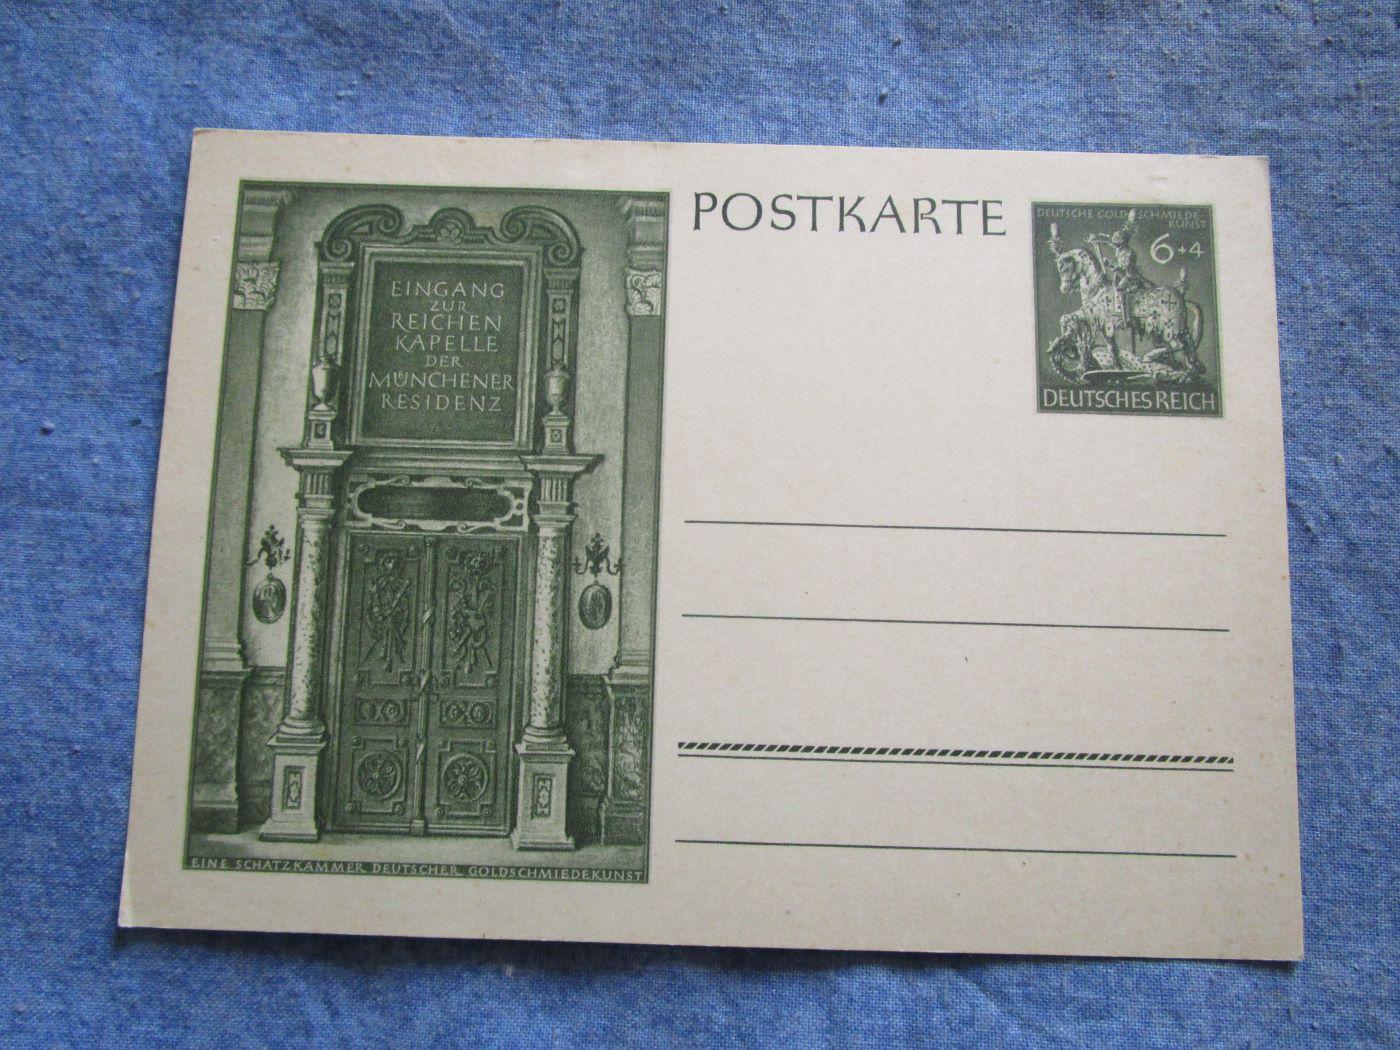 EINGANG
ZUR
REICHEN
KAPELLE
DER
MÜNCHENER
RESIDENZ
EINE SCHATZKAMMER DEUTSCHER GOLDSCHMIEDEKUNST
POSTKARTE
DEUTSCHE GOLDSCHMIEDE-
KUNST
6+4
DEUTSCHES REICH